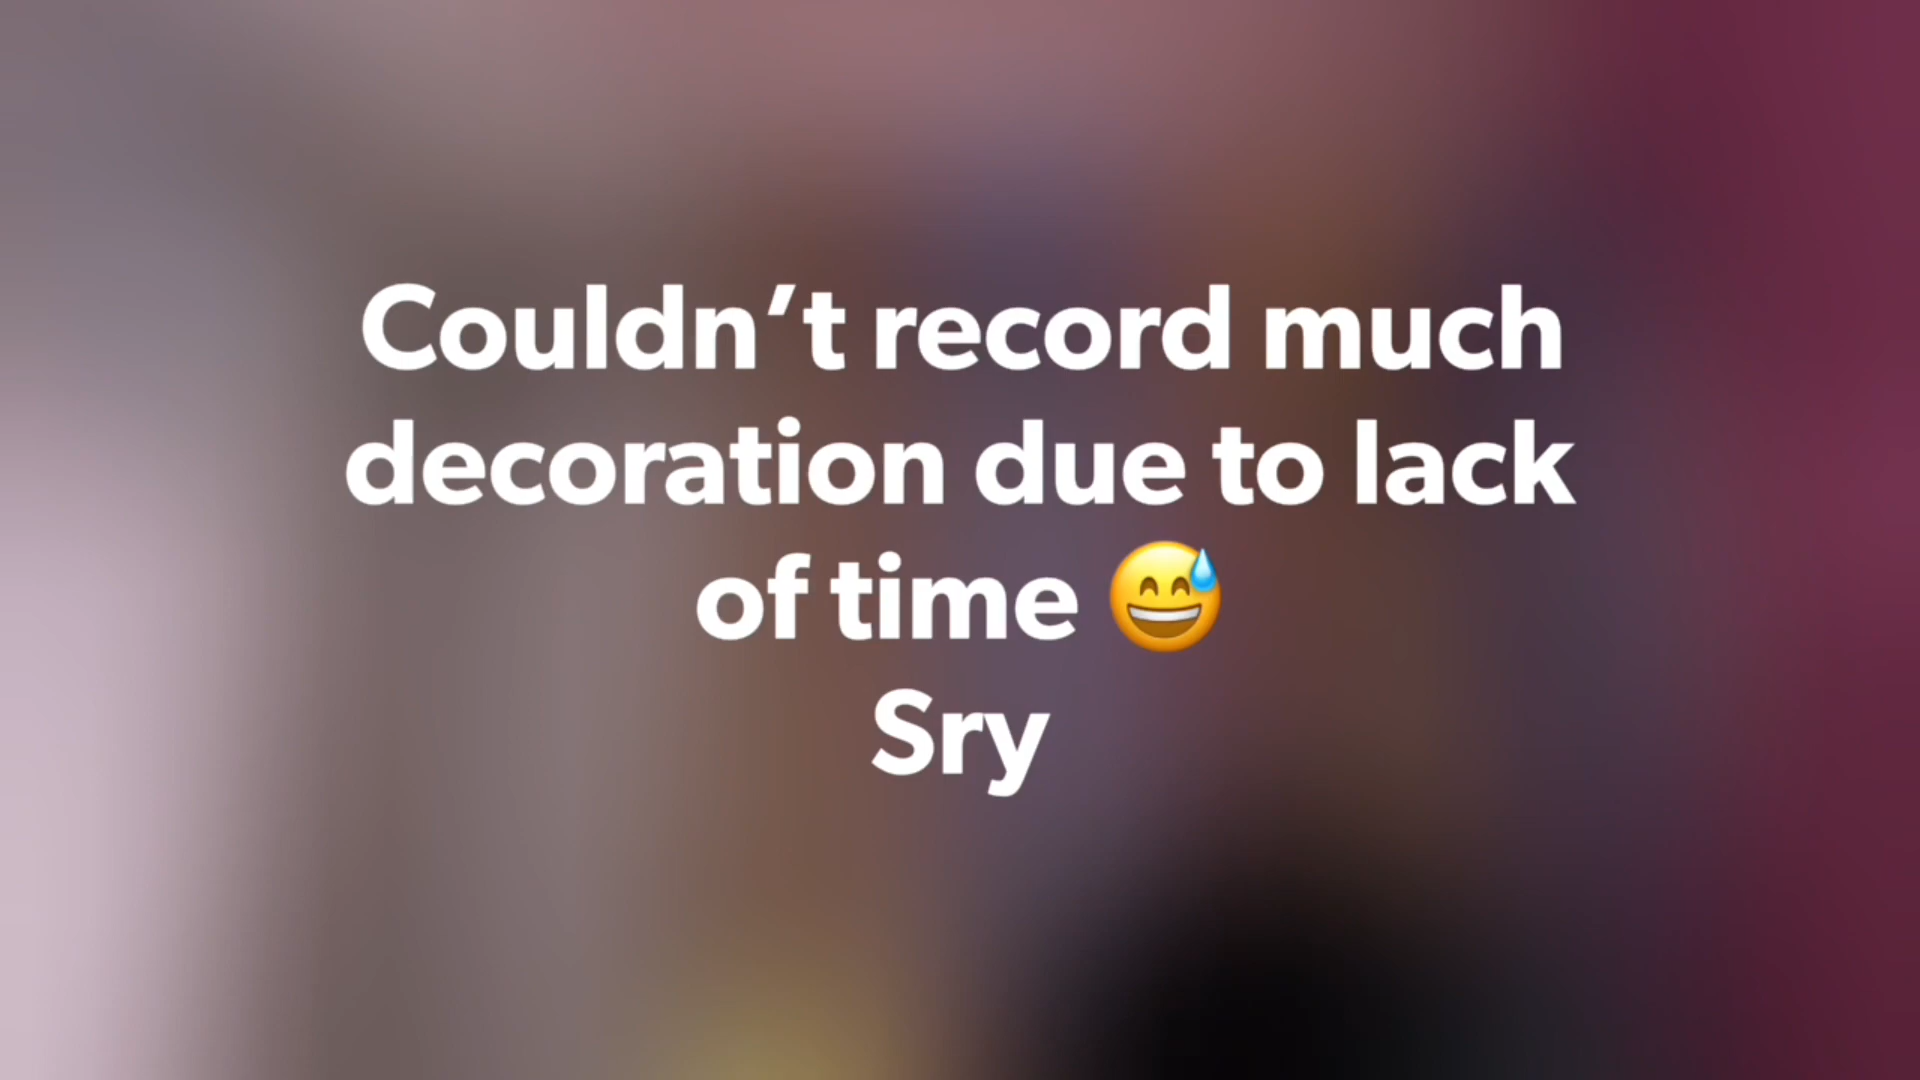 Couldn’t record much
decoration due to lack
of time 😅
Sry